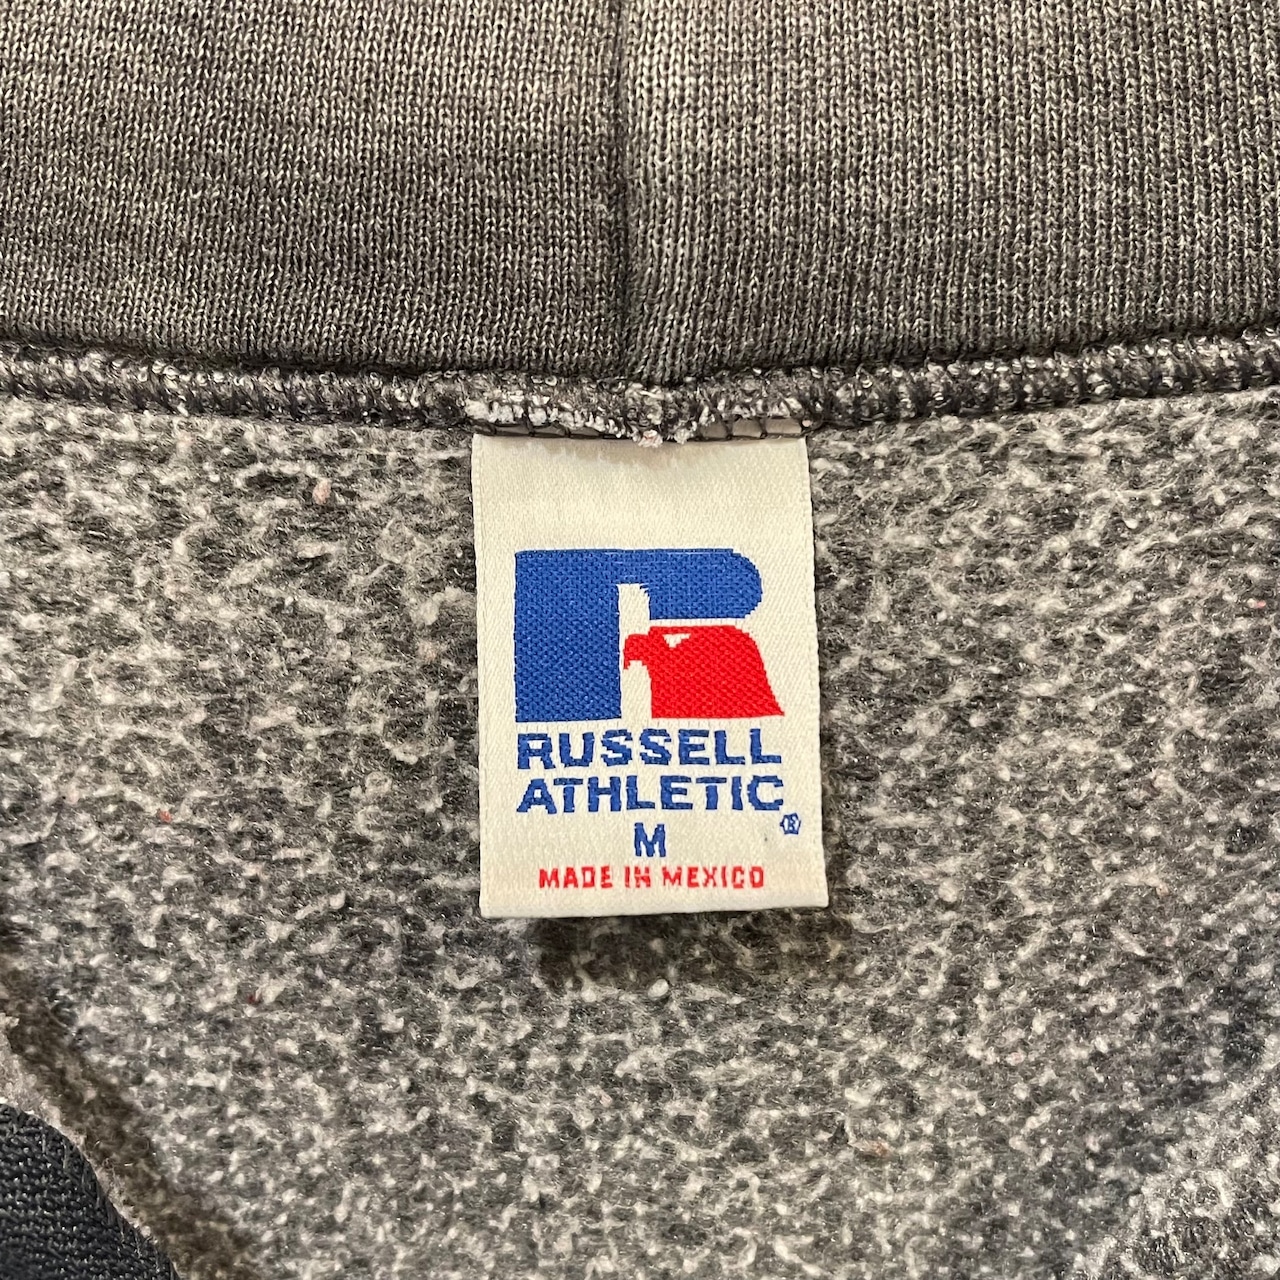 RUSSELL
ATHLETIC
®
M
MADE IN MEXICO